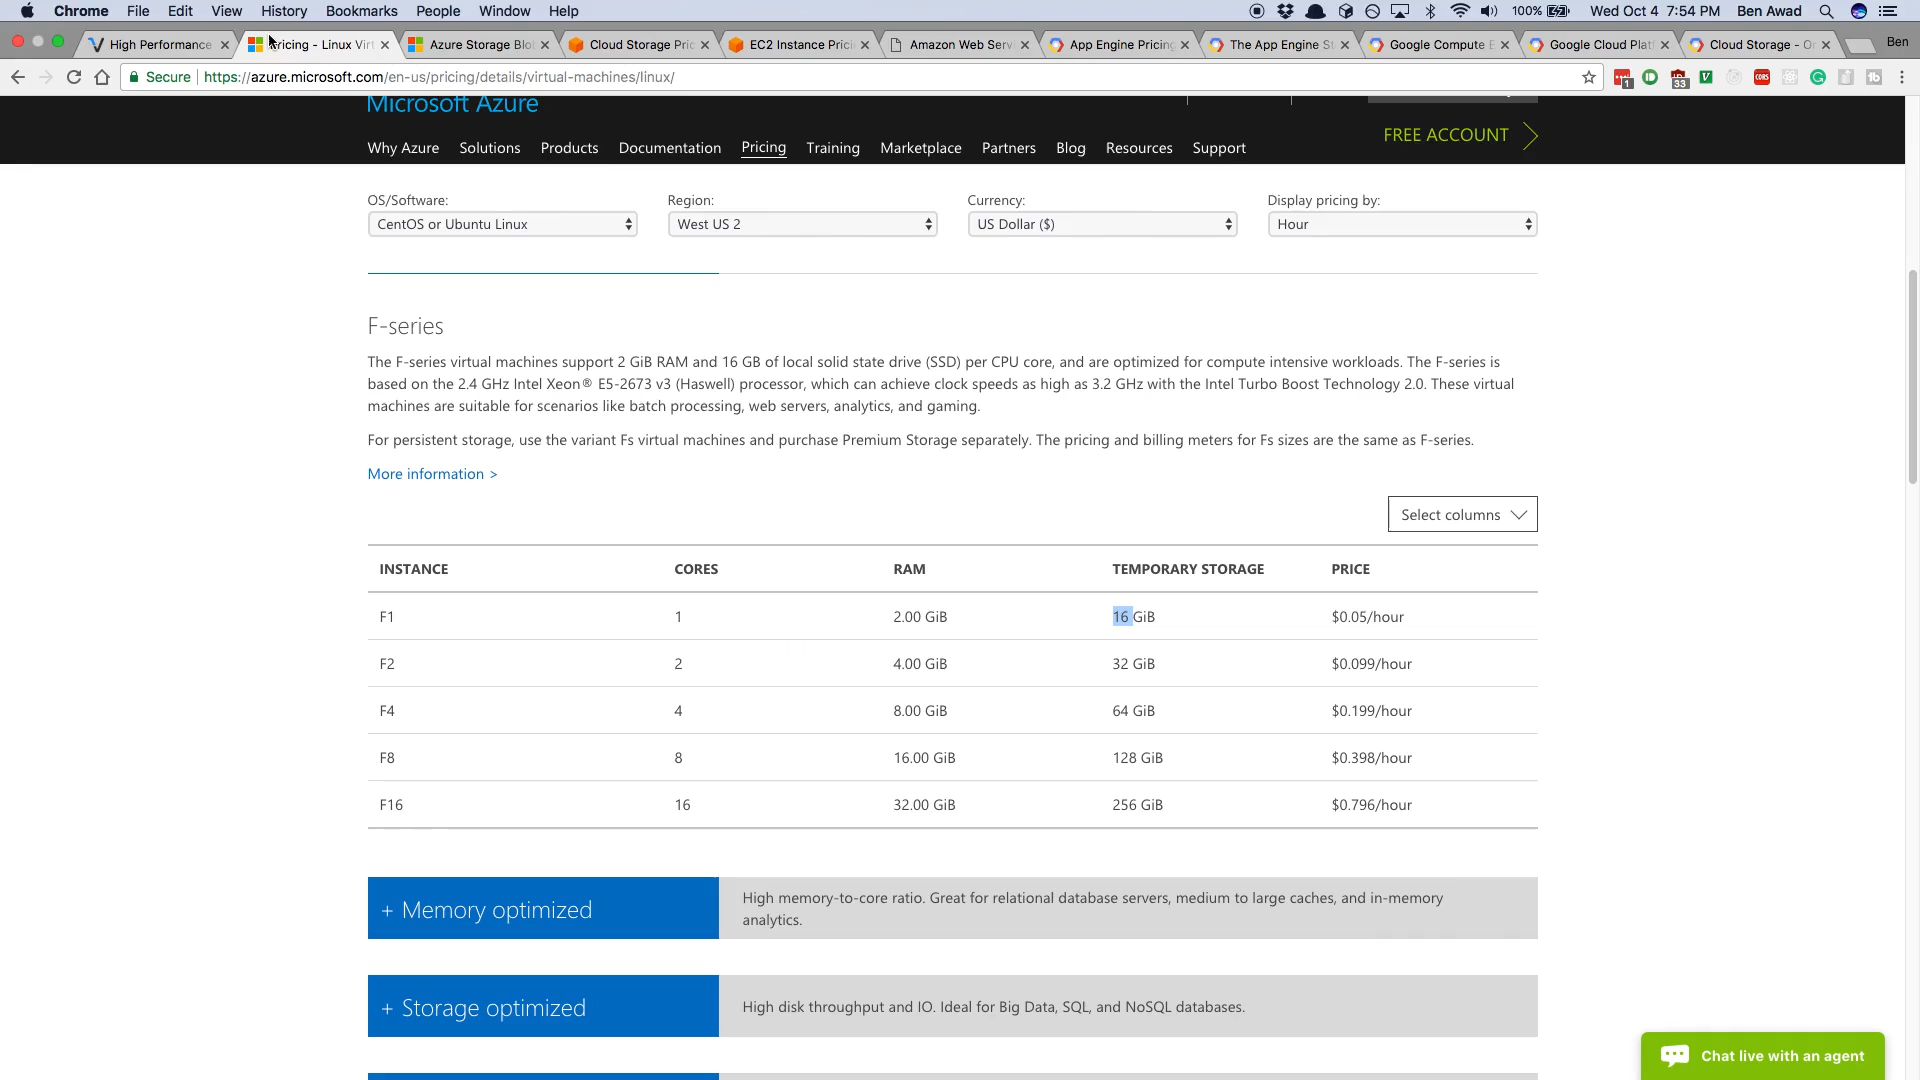 Chrome File Edit View History Bookmarks People Window Help 100% Wed Oct 4 7:54 PM Ben Awad
High Performance Pricing - Linux Virt Azure Storage Blo Cloud Storage Pric EC2 Instance Prici Amazon Web Serv App Engine Pricing The App Engine St Google Compute E Google Cloud Platf Cloud Storage - On Ben
Secure https://azure.microsoft.com/en-us/pricing/details/virtual-machines/linux/ 1 33 CORS
Microsoft Azure
FREE ACCOUNT
Why Azure Solutions Products Documentation Pricing Training Marketplace Partners Blog Resources Support
OS/Software: Region: Currency: Display pricing by:
CentOS or Ubuntu Linux West US 2 US Dollar ($) Hour
F-series
The F-series virtual machines support 2 GiB RAM and 16 GB of local solid state drive (SSD) per CPU core, and are optimized for compute intensive workloads. The F-series is
based on the 2.4 GHz Intel Xeon® E5-2673 v3 (Haswell) processor, which can achieve clock speeds as high as 3.2 GHz with the Intel Turbo Boost Technology 2.0. These virtual
machines are suitable for scenarios like batch processing, web servers, analytics, and gaming.
For persistent storage, use the variant Fs virtual machines and purchase Premium Storage separately. The pricing and billing meters for Fs sizes are the same as F-series.
More information >
Select columns
INSTANCE CORES RAM TEMPORARY STORAGE PRICE
F1 1 2.00 GiB 16 GiB $0.05/hour
F2 2 4.00 GiB 32 GiB $0.099/hour
F4 4 8.00 GiB 64 GiB $0.199/hour
F8 8 16.00 GiB 128 GiB $0.398/hour
F16 16 32.00 GiB 256 GiB $0.796/hour
+ Memory optimized
High memory-to-core ratio. Great for relational database servers, medium to large caches, and in-memory
analytics.
+ Storage optimized
High disk throughput and IO. Ideal for Big Data, SQL, and NoSQL databases.
Chat live with an agent